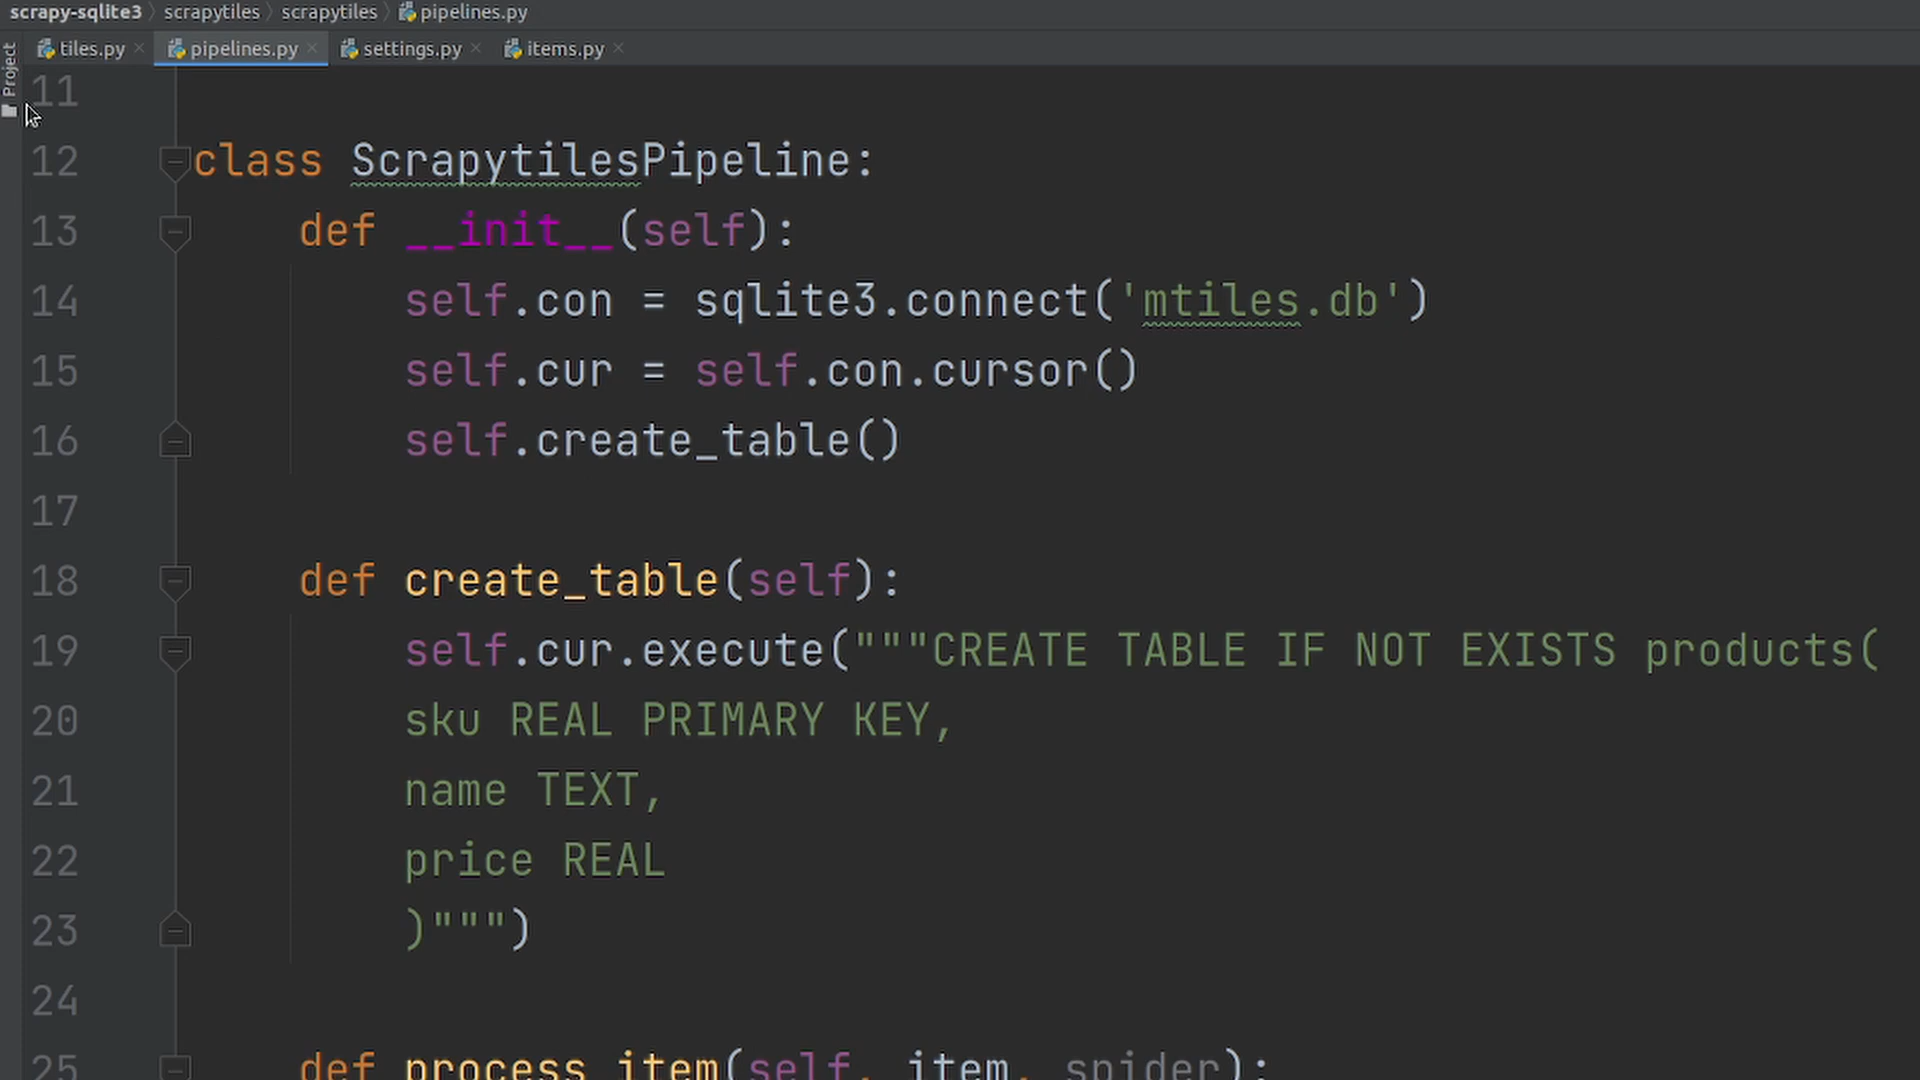 scrapy-sqlite3 scrapytiles scrapytiles pipelines.py
tiles.py pipelines.py settings.py items.py
Project
11
12 class ScrapytilesPipeline:
13 def __init__(self):
14 self.con = sqlite3.connect('mtiles.db')
15 self.cur = self.con.cursor()
16 self.create_table()
17
18 def create_table(self):
19 self.cur.execute("""CREATE TABLE IF NOT EXISTS products(
20 sku REAL PRIMARY KEY,
21 name TEXT,
22 price REAL
23 )""")
24
25 def process_item(self, item, spider):